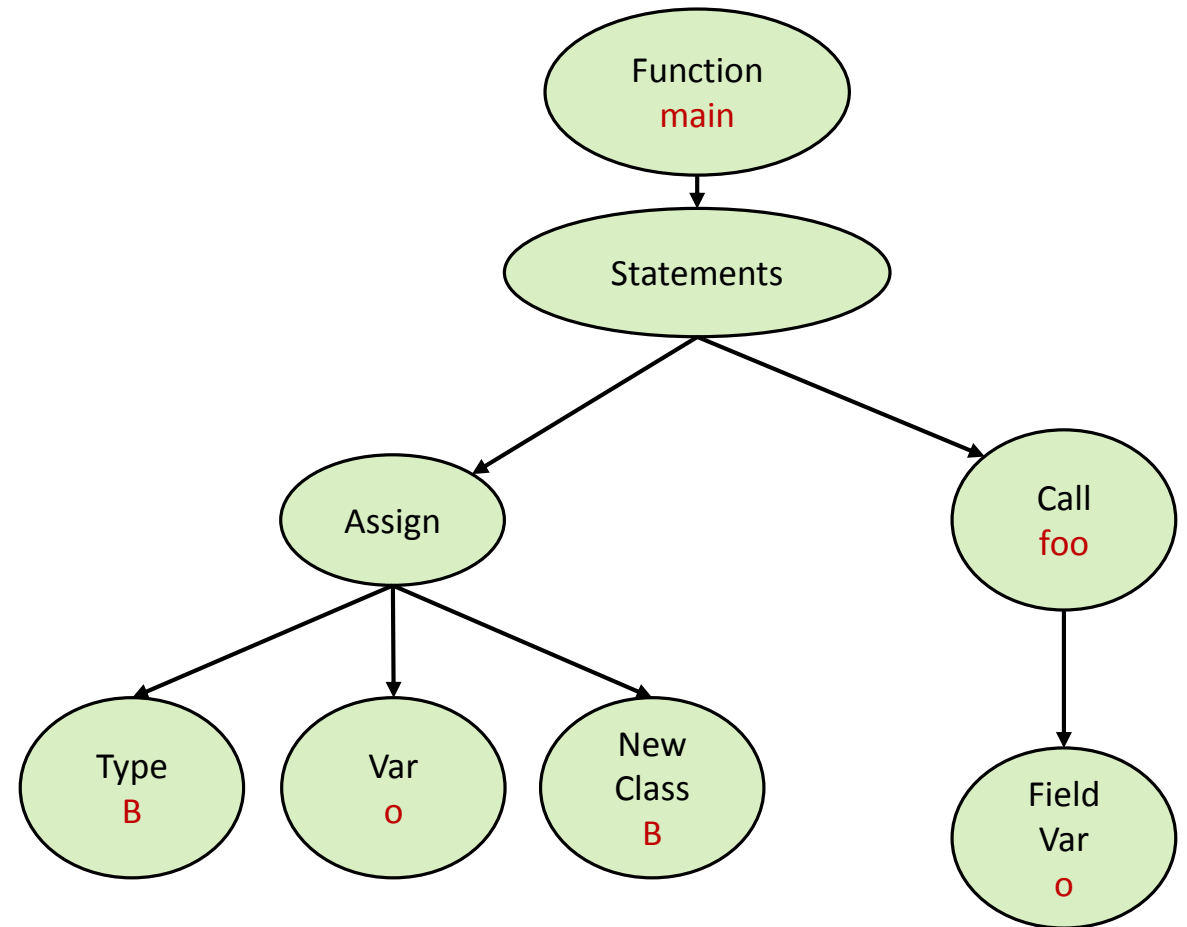 Function
main
Statements
Assign
Call
foo
Type
B
Var
o
New
Class
B
Field
Var
o